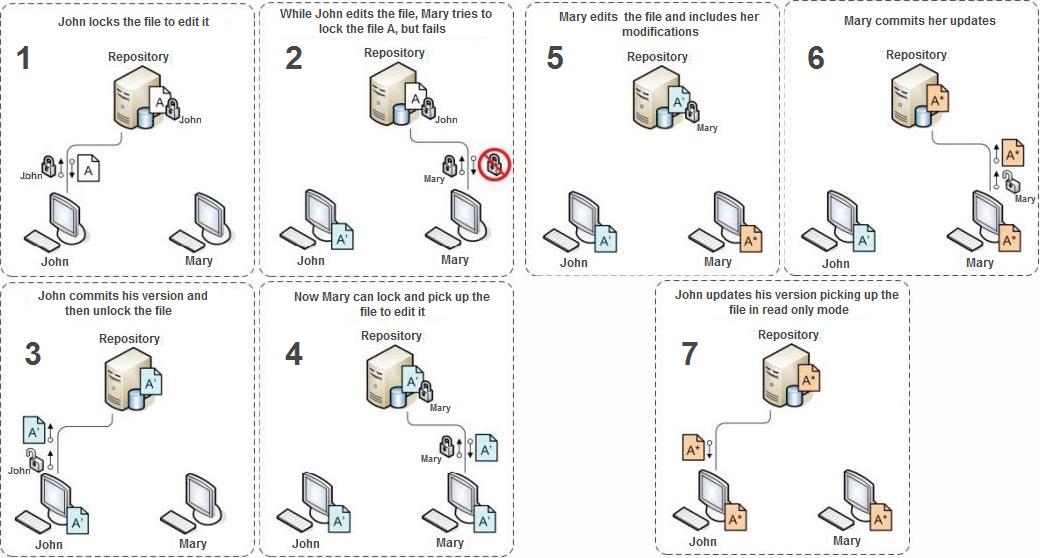 John locks the file to edit it
1
Repository
A
John
John
A
John
Mary
While John edits the file, Mary tries to
lock the file A, but fails
2
Repository
A
John
Mary
A'
John
Mary
John commits his version and
then unlock the file
3
Repository
A'
A'
John
A'
John
Mary
Now Mary can lock and pick up the
file to edit it
4
Repository
A'
Mary
Mary
A'
A'
A'
John
Mary
Mary edits the file and includes her
modifications
5
Repository
A'
Mary
A'
A*
John
Mary
Mary commits her updates
6
Repository
A*
A*
Mary
A'
A*
John
Mary
John updates his version picking up the
file in read only mode
7
Repository
A*
A*
A*
A*
John
Mary